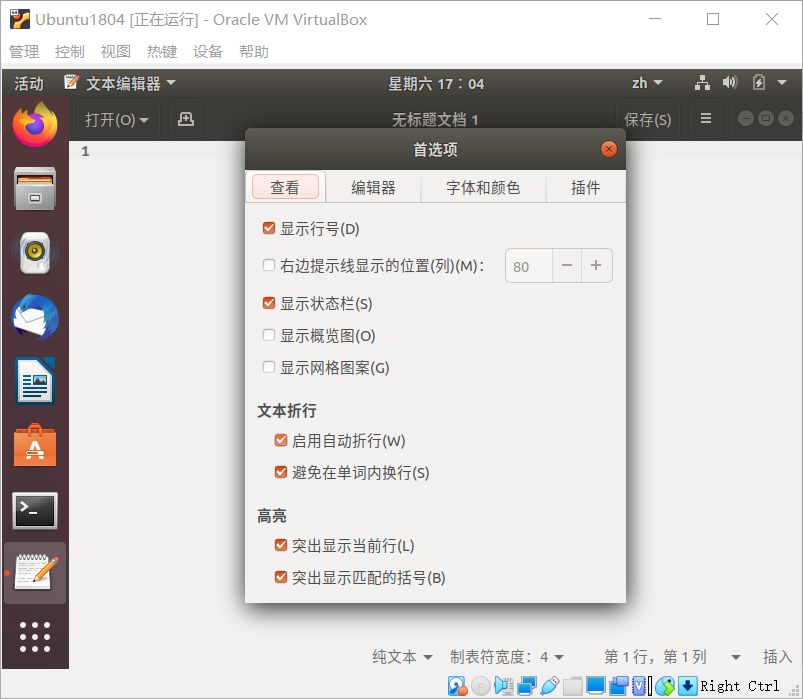 Ubuntu1804 [正在运行] - Oracle VM VirtualBox
管理 控制 视图 热键 设备 帮助
活动 文本编辑器 星期六 17：04 zh
打开(O) 无标题文档 1 保存(S)
首选项
1
查看 编辑器 字体和颜色 插件
显示行号(D)
右边提示线显示的位置(列)(M)： 80
显示状态栏(S)
显示概览图(O)
显示网格图案(G)
文本折行
启用自动折行(W)
避免在单词内换行(S)
高亮
突出显示当前行(L)
突出显示匹配的括号(B)
纯文本 制表符宽度：4 第 1 行，第 1 列 插入
Right Ctrl